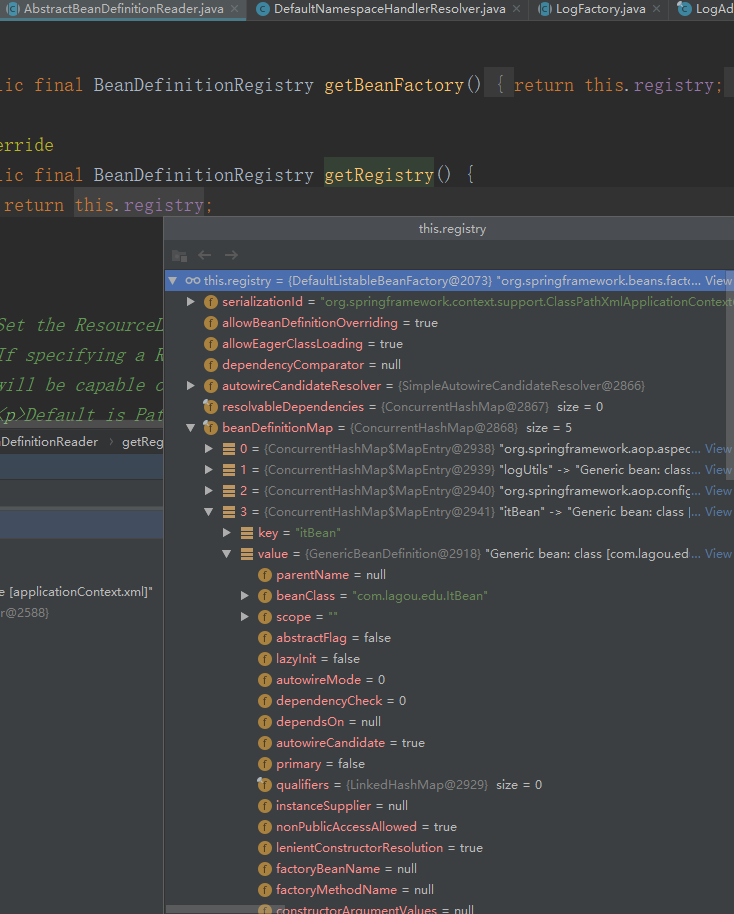 AbstractBeanDefinitionReader.java DefaultNamespaceHandlerResolver.java LogFactory.java LogAd
lic final BeanDefinitionRegistry getBeanFactory() { return this.registry;
erride
lic final BeanDefinitionRegistry getRegistry() {
return this.registry;
this.registry
this.registry = {DefaultListableBeanFactory@2073} "org.springframework.beans.factc... View
serializationId = "org.springframework.context.support.ClassPathXmlApplicationContext
allowBeanDefinitionOverriding = true
Set the ResourceL
allowEagerClassLoading = true
If specifying a R
dependencyComparator = null
will be capable c
autowireCandidateResolver = {SimpleAutowireCandidateResolver@2866}
resolvableDependencies = {ConcurrentHashMap@2867} size = 0
<p>Default is Pat
beanDefinitionMap = {ConcurrentHashMap@2868} size = 5
DefinitionReader › getReg
0 = {ConcurrentHashMap$MapEntry@2938} "org.springframework.aop.aspec... View
1 = {ConcurrentHashMap$MapEntry@2939} "logUtils" -> "Generic bean: class... View
2 = {ConcurrentHashMap$MapEntry@2940} "org.springframework.aop.config... View
3 = {ConcurrentHashMap$MapEntry@2941} "itBean" -> "Generic bean: class [... View
key = "itBean"
value = {GenericBeanDefinition@2918} "Generic bean: class [com.lagou.ed... View
parentName = null
e [applicationContext.xml]"
beanClass = "com.lagou.edu.ItBean"
r@2588}
scope = ""
abstractFlag = false
lazyInit = false
autowireMode = 0
dependencyCheck = 0
dependsOn = null
autowireCandidate = true
primary = false
qualifiers = {LinkedHashMap@2929} size = 0
instanceSupplier = null
nonPublicAccessAllowed = true
lenientConstructorResolution = true
factoryBeanName = null
factoryMethodName = null
constructorArgumentValues = null